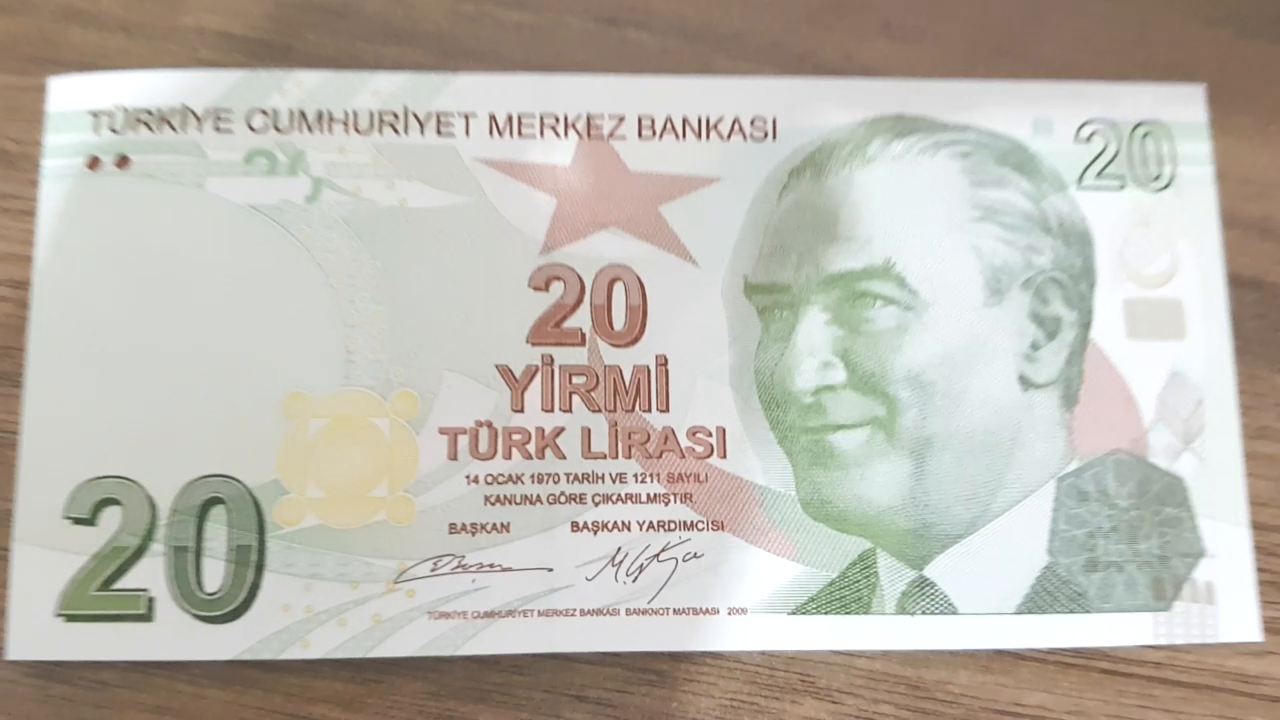 TÜRKİYE CUMHURİYET MERKEZ BANKASI
20
20
YİRMİ
TÜRK LİRASI
14 OCAK 1970 TARİH VE 1211 SAYILI
KANUNA GÖRE ÇIKARILMIŞTIR.
BAŞKAN BAŞKAN YARDIMCISI
20
TÜRKİYE CUMHURİYET MERKEZ BANKASI BANKNOT MATBAASI 2009